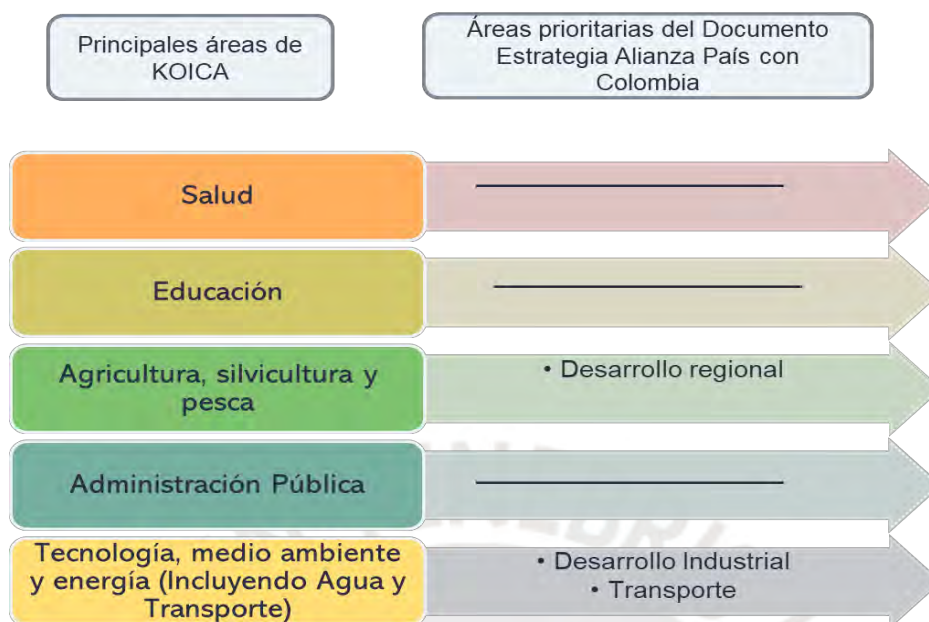 Principales áreas de
KOICA
Áreas prioritarias del Documento
Estrategia Alianza País con
Colombia
Salud
Educación
Agricultura, silvicultura y
pesca
• Desarrollo regional
Administración Pública
Tecnología, medio ambiente
y energía (Incluyendo Agua y
Transporte)
• Desarrollo Industrial
• Transporte